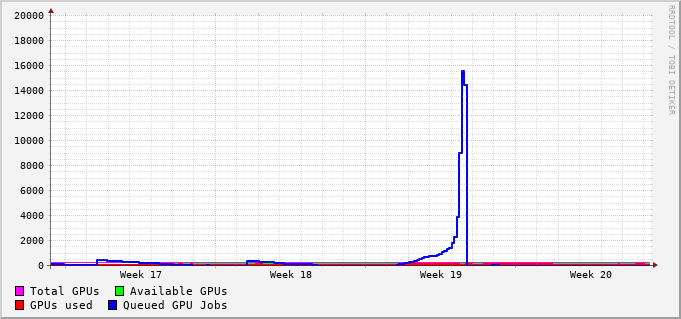 20000
18000
16000
14000
12000
10000
8000
6000
4000
2000
0
Week 17 Week 18 Week 19 Week 20
Total GPUs Available GPUs
GPUs used Queued GPU Jobs
RRDTOOL / TOBI OETIKER